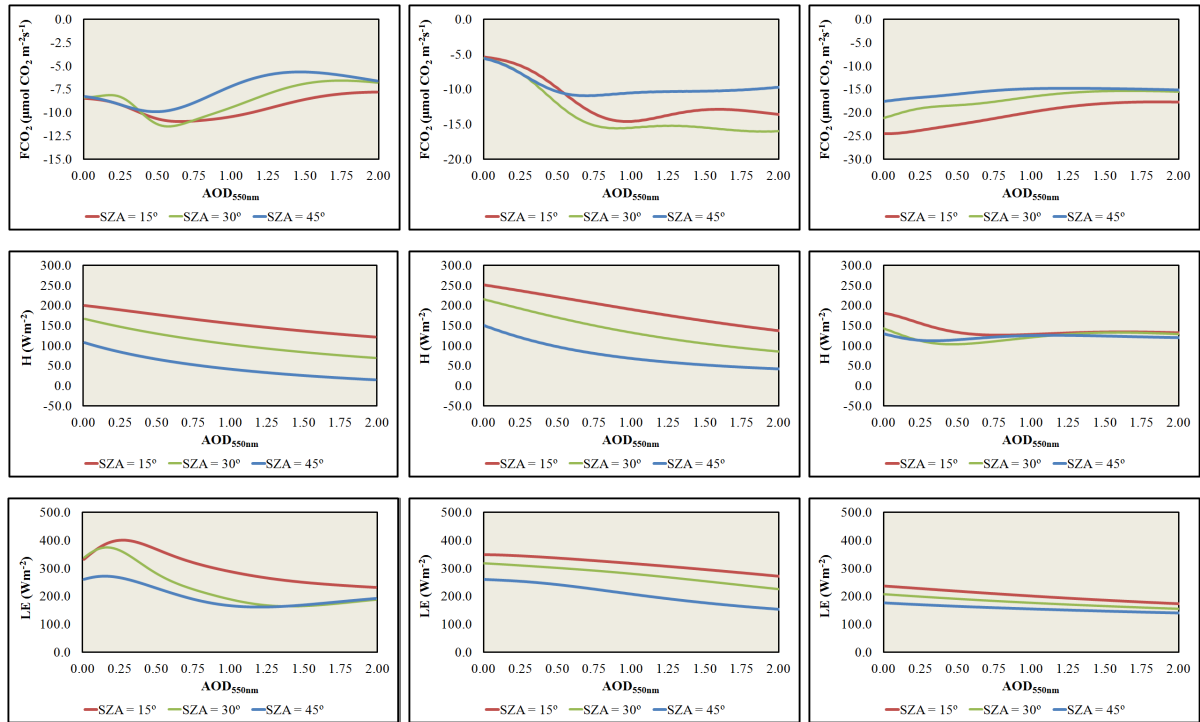 FCO₂ (μmol CO₂ m⁻²s⁻¹)
0.0
-2.5
-5.0
-7.5
-10.0
-12.5
-15.0
0.00 0.25 0.50 0.75 1.00 1.25 1.50 1.75 2.00
AOD₅₅₀ₙₘ
SZA = 15º SZA = 30º SZA = 45º
FCO₂ (μmol CO₂ m⁻²s⁻¹)
0.0
-5.0
-10.0
-15.0
-20.0
0.00 0.25 0.50 0.75 1.00 1.25 1.50 1.75 2.00
AOD₅₅₀ₙₘ
SZA = 15º SZA = 30º SZA = 45º
FCO₂ (μmol CO₂ m⁻²s⁻¹)
0.0
-5.0
-10.0
-15.0
-20.0
-25.0
-30.0
0.00 0.25 0.50 0.75 1.00 1.25 1.50 1.75 2.00
AOD₅₅₀ₙₘ
SZA = 15º SZA = 30º SZA = 45º
H (Wm⁻²)
300.0
250.0
200.0
150.0
100.0
50.0
0.0
-50.0
0.00 0.25 0.50 0.75 1.00 1.25 1.50 1.75 2.00
AOD₅₅₀ₙₘ
SZA = 15º SZA = 30º SZA = 45º
H (Wm⁻²)
300.0
250.0
200.0
150.0
100.0
50.0
0.0
-50.0
0.00 0.25 0.50 0.75 1.00 1.25 1.50 1.75 2.00
AOD₅₅₀ₙₘ
SZA = 15º SZA = 30º SZA = 45º
H (Wm⁻²)
300.0
250.0
200.0
150.0
100.0
50.0
0.0
-50.0
0.00 0.25 0.50 0.75 1.00 1.25 1.50 1.75 2.00
AOD₅₅₀ₙₘ
SZA = 15º SZA = 30º SZA = 45º
LE (Wm⁻²)
500.0
400.0
300.0
200.0
100.0
0.0
0.00 0.25 0.50 0.75 1.00 1.25 1.50 1.75 2.00
AOD₅₅₀ₙₘ
SZA = 15º SZA = 30º SZA = 45º
LE (Wm⁻²)
500.0
400.0
300.0
200.0
100.0
0.0
0.00 0.25 0.50 0.75 1.00 1.25 1.50 1.75 2.00
AOD₅₅₀ₙₘ
SZA = 15º SZA = 30º SZA = 45º
LE (Wm⁻²)
500.0
400.0
300.0
200.0
100.0
0.0
0.00 0.25 0.50 0.75 1.00 1.25 1.50 1.75 2.00
AOD₅₅₀ₙₘ
SZA = 15º SZA = 30º SZA = 45º